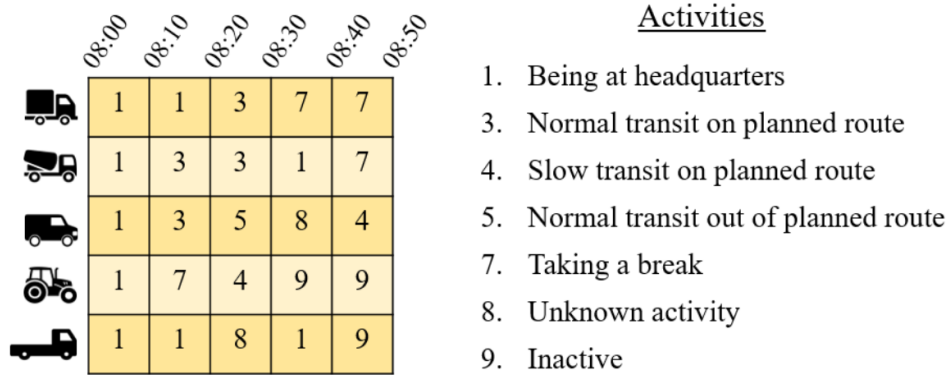 08:00 08:10 08:20 08:30 08:40 08:50
1 1 3 7 7
1 3 3 1 7
1 3 5 8 4
1 7 4 9 9
1 1 8 1 9
Activities
1. Being at headquarters
3. Normal transit on planned route
4. Slow transit on planned route
5. Normal transit out of planned route
7. Taking a break
8. Unknown activity
9. Inactive